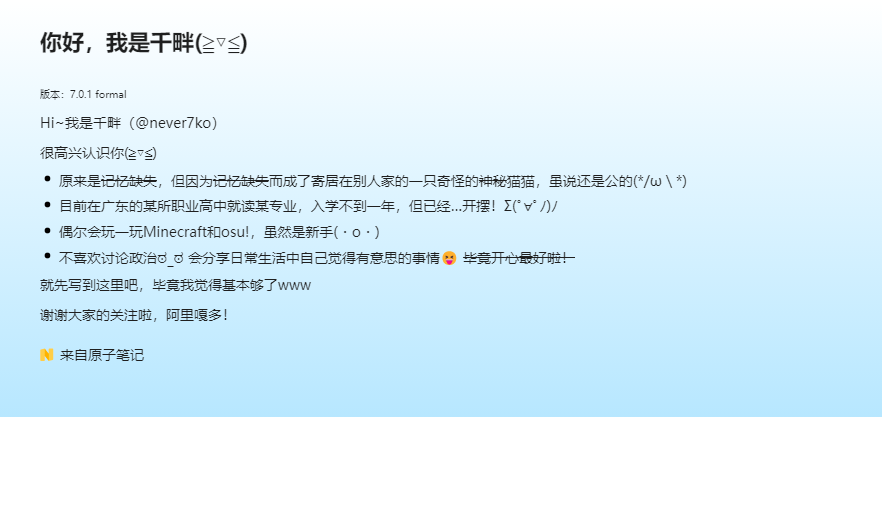 你好，我是千畔(≧▽≦)
版本：7.0.1 formal
Hi~我是千畔（@never7ko）
很高兴认识你(≧▽≦)
原来是记忆缺失，但因为记忆缺失而成了寄居在别人家的一只奇怪的神秘猫猫，虽说还是公的(*/ω＼*)
目前在广东的某所职业高中就读某专业，入学不到一年，但已经...开摆！Σ(ﾟ∀ﾟﾉ)ﾉ
偶尔会玩一玩Minecraft和osu!，虽然是新手(・o・)
不喜欢讨论政治ಠ_ಠ 会分享日常生活中自己觉得有意思的事情😝 毕竟开心最好啦！
就先写到这里吧，毕竟我觉得基本够了www
谢谢大家的关注啦，阿里嘎多！
来自原子笔记